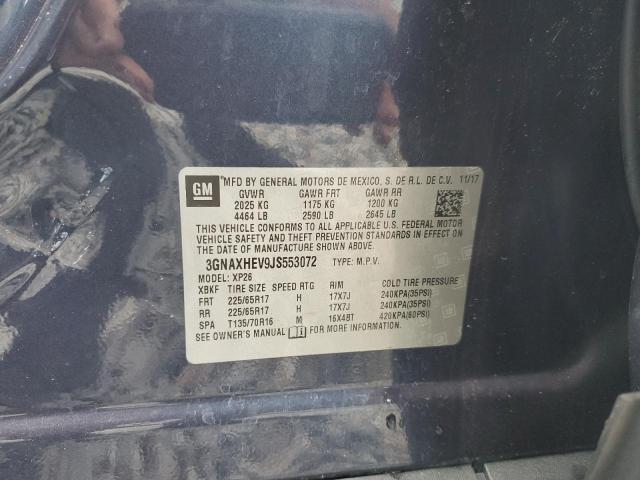 GM
MFD BY GENERAL MOTORS DE MEXICO, S. DE R.L. DE C.V. 11/17
GVWR GAWR FRT GAWR RR
2025 KG 1175 KG 1200 KG
4464 LB 2590 LB 2645 LB
THIS VEHICLE CONFORMS TO ALL APPLICABLE U.S. FEDERAL MOTOR
VEHICLE SAFETY AND THEFT PREVENTION STANDARDS IN EFFECT ON
THE DATE OF MANUFACTURE SHOWN ABOVE.
3GNAXHEV9JS553072 TYPE: M.P.V.
MODEL: XP26
XBKF TIRE SIZE SPEED RTG RIM COLD TIRE PRESSURE
FRT 225/65R17 H 17X7J 240KPA(35PSI)
RR 225/65R17 H 17X7J 240KPA(35PSI)
SPA T135/70R16 M 16X4BT 420KPA(60PSI)
SEE OWNER'S MANUAL FOR MORE INFORMATION.